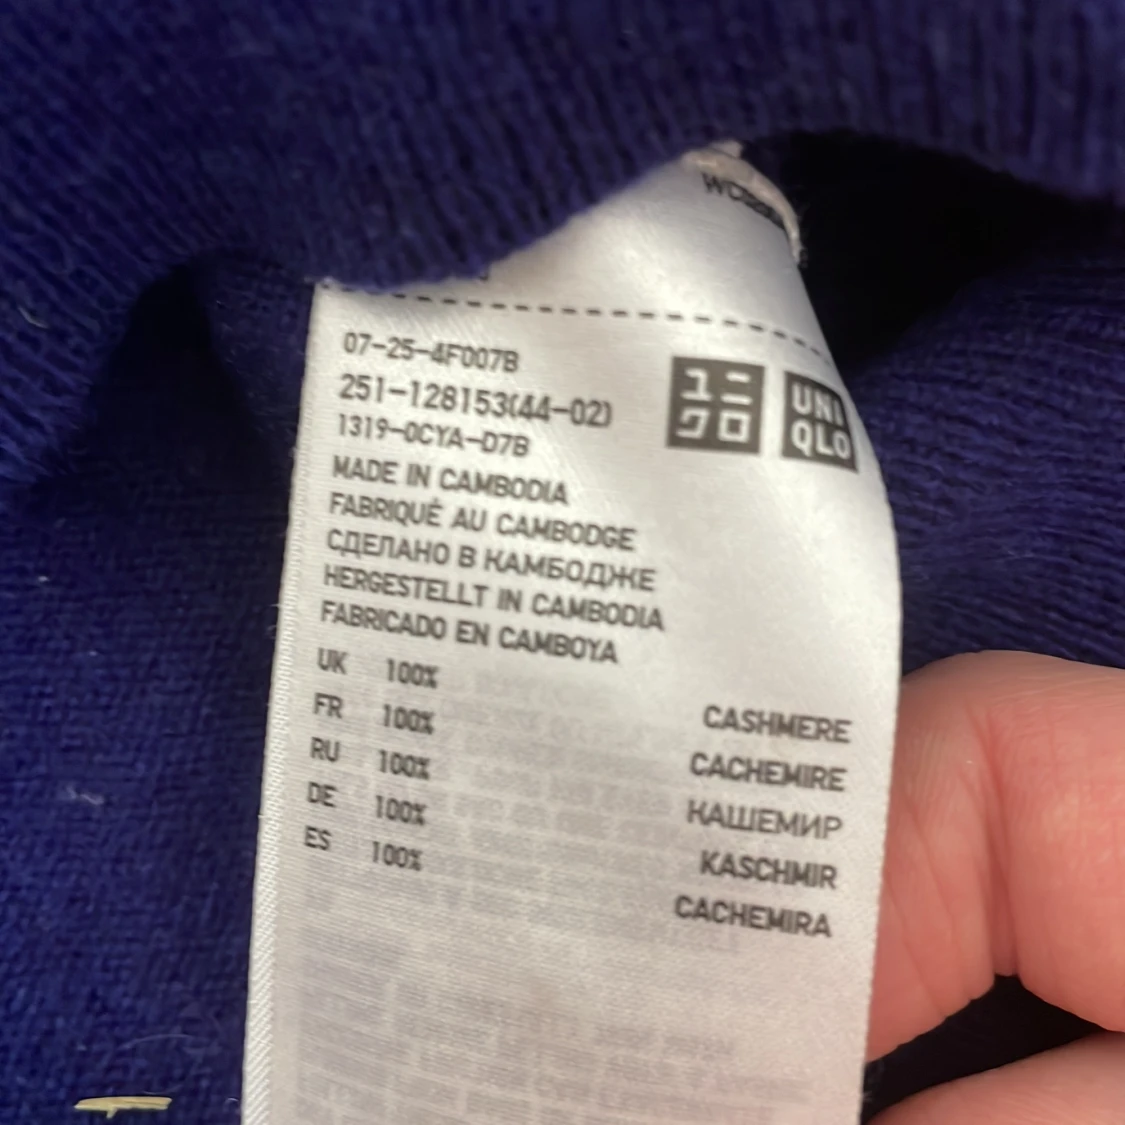 07-25-4F007B
251-128153(44-02)
1319-0CYA-D7B
ユニ
クロ
UNI
QLO
MADE IN CAMBODIA
FABRIQUÉ AU CAMBODGE
СДЕЛАНО В КАМБОДЖЕ
HERGESTELLT IN CAMBODIA
FABRICADO EN CAMBOYA
UK 100% CASHMERE
FR 100% CACHEMIRE
RU 100% КАШЕМИР
DE 100% KASCHMIR
ES 100% CACHEMIRA